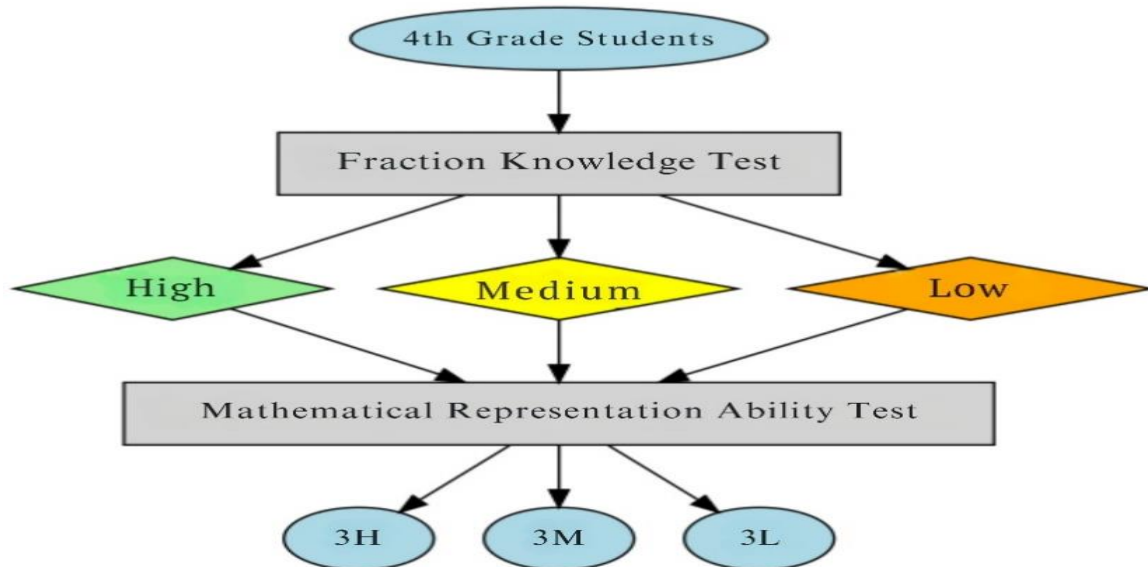 4th Grade Students
Fraction Knowledge Test
High
Medium
Low
Mathematical Representation Ability Test
3H
3M
3L